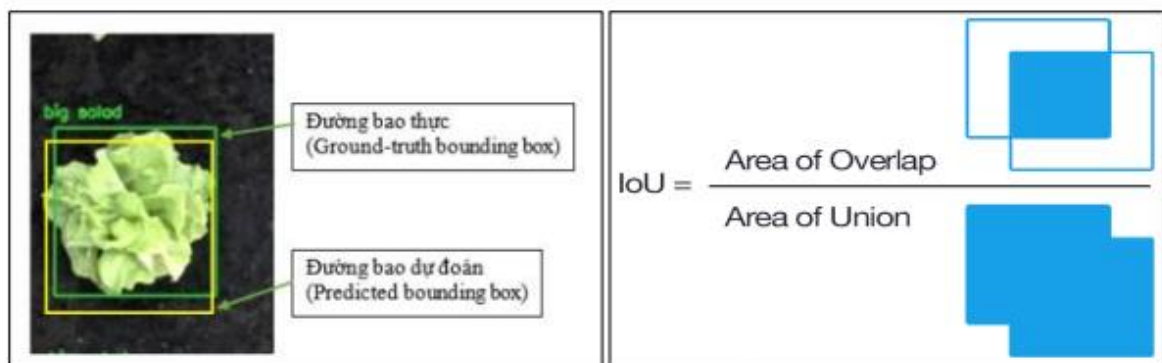 big salad
Đường bao thực
(Ground-truth bounding box)
Đường bao dự đoán
(Predicted bounding box)
IoU =
Area of Overlap
Area of Union